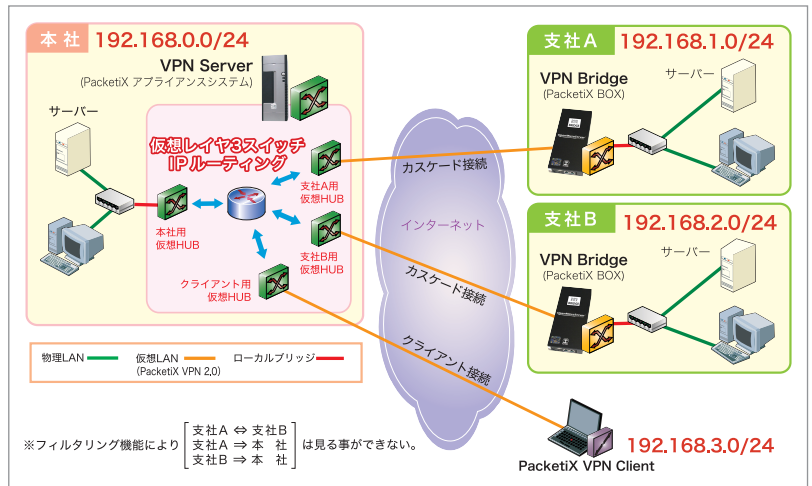 本 社 192.168.0.0/24
VPN Server
(PacketiX アプライアンスシステム)
サーバー
仮想レイヤ3スイッチ
IPルーティング
支社A用
仮想HUB
本社用
仮想HUB
支社B用
仮想HUB
クライアント用
仮想HUB
カスケード接続
インターネット
カスケード接続
クライアント接続
支社A 192.168.1.0/24
VPN Bridge
(PacketiX BOX)
サーバー
支社B 192.168.2.0/24
VPN Bridge
(PacketiX BOX)
サーバー
物理LAN 仮想LAN ローカルブリッジ
(PacketiX VPN 2.0)
※フィルタリング機能により は見る事ができない。
支社A ⇔ 支社B
支社A ⇒ 本 社
支社B ⇒ 本 社
192.168.3.0/24
PacketiX VPN Client